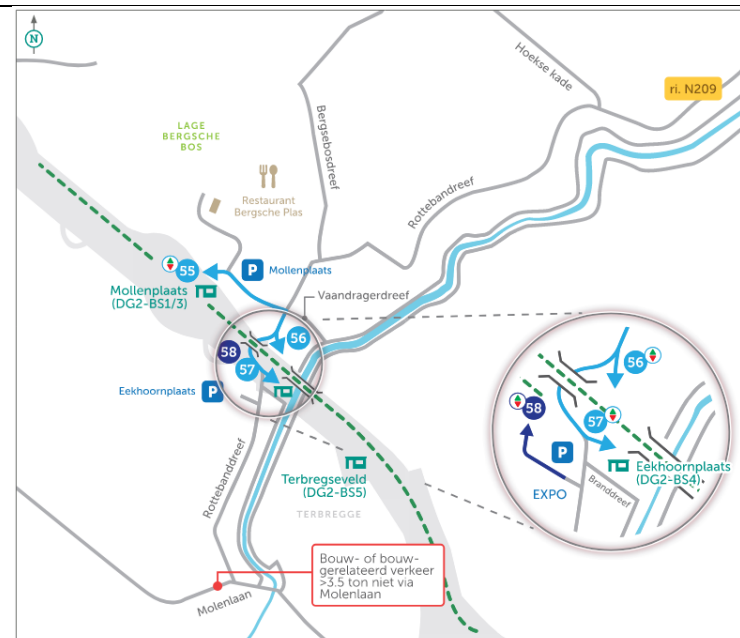 N
Hoekse kade
ri. N209
LAGE
BERGSCHE
BOS
Bergsebosdreef
Restaurant
Bergsche Plas
Rottebandreef
55
P Mollenplaats
Mollenplaats
(DG2-BS1/3)
Vaandragerdreef
56
58
57
Eekhoornplaats P
56
58
57
P
Eekhoornplaats
(DG2-BS4)
EXPO
Branddreef
Rottebanddreef
Terbregseveld
(DG2-BS5)
TERBREGGE
Bouw- of bouw-
gerelateerd verkeer
>3.5 ton niet via
Molenlaan
Molenlaan